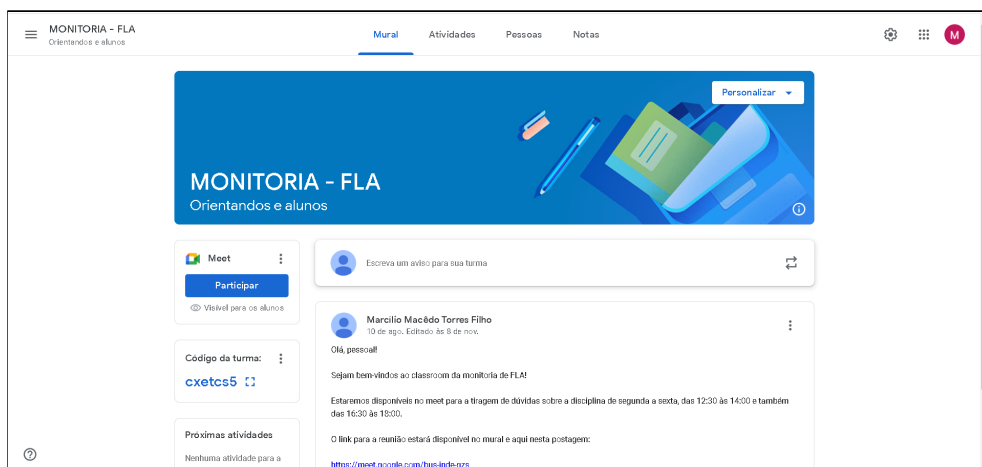 MONITORIA - FLA
Orientandos e alunos
Mural
Atividades
Pessoas
Notas
M
Personalizar
MONITORIA - FLA
Orientandos e alunos
Meet
Participar
Visível para os alunos
Escreva um aviso para sua turma
Marcílio Macêdo Torres Filho
10 de ago. Editado às 8 de nov.
Olá, pessoal!
Sejam bem-vindos ao classroom da monitoria de FLA!
Estaremos disponíveis no meet para a tiragem de dúvidas sobre a disciplina de segunda a sexta, das 12:30 às 14:00 e também
das 16:30 às 18:00.
O link para a reunião estará disponível no mural e aqui nesta postagem:
Código da turma:
cxetcs5
Próximas atividades
Nenhuma atividade para a